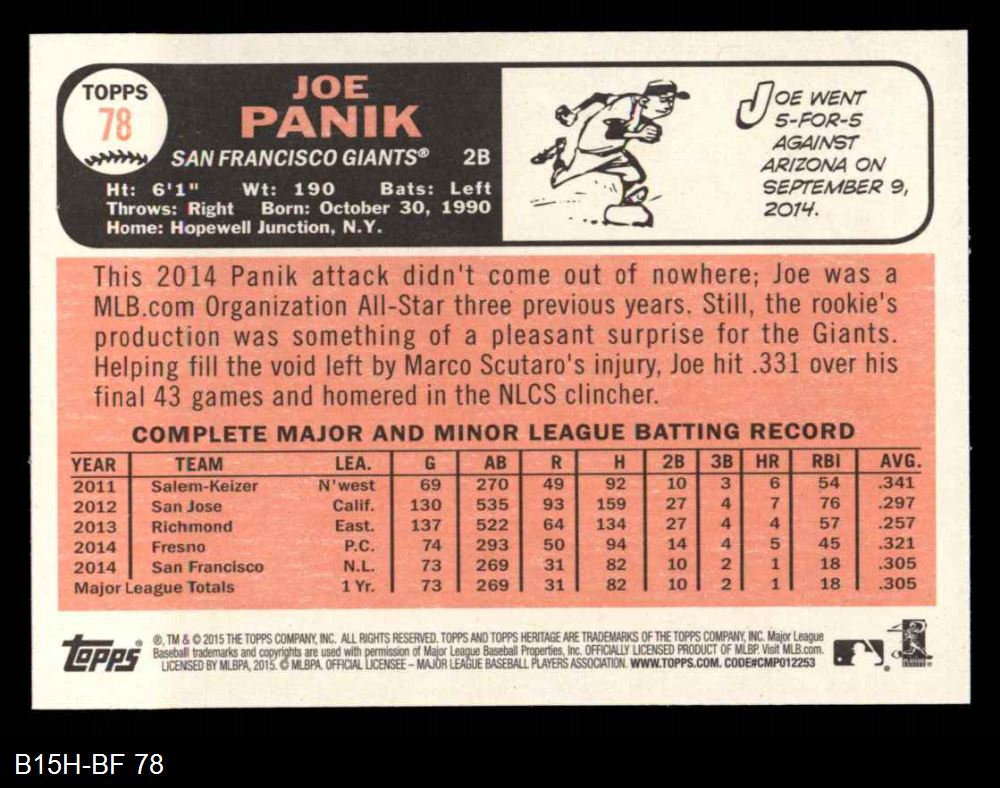 TOPPS
78
JOE
PANIK
SAN FRANCISCO GIANTS® 2B
Ht: 6'1" Wt: 190 Bats: Left
Throws: Right Born: October 30, 1990
Home: Hopewell Junction, N.Y.
JOE WENT
5-FOR-5
AGAINST
ARIZONA ON
SEPTEMBER 9,
2014.
This 2014 Panik attack didn't come out of nowhere; Joe was a
MLB.com Organization All-Star three previous years. Still, the rookie's
production was something of a pleasant surprise for the Giants.
Helping fill the void left by Marco Scutaro's injury, Joe hit .331 over his
final 43 games and homered in the NLCS clincher.
COMPLETE MAJOR AND MINOR LEAGUE BATTING RECORD
YEAR TEAM LEA. G AB R H 2B 3B HR RBI AVG.
2011 Salem-Keizer N'west 69 270 49 92 10 3 6 54 .341
2012 San Jose Calif. 130 535 93 159 27 4 7 76 .297
2013 Richmond East. 137 522 64 134 27 4 4 57 .257
2014 Fresno P.C. 74 293 50 94 14 4 5 45 .321
2014 San Francisco N.L. 73 269 31 82 10 2 1 18 .305
Major League Totals 1 Yr. 73 269 31 82 10 2 1 18 .305
Topps®
®, TM & © 2015 THE TOPPS COMPANY, INC. ALL RIGHTS RESERVED. TOPPS AND TOPPS HERITAGE ARE TRADEMARKS OF THE TOPPS COMPANY, INC. Major League
Baseball trademarks and copyrights are used with permission of Major League Baseball Properties, Inc. OFFICIALLY LICENSED PRODUCT OF MLBP. Visit MLB.com.
LICENSED BY MLBPA, 2015. © MLBPA. OFFICIAL LICENSEE – MAJOR LEAGUE BASEBALL PLAYERS ASSOCIATION. WWW.TOPPS.COM. CODE#CMP012253
B15H-BF 78